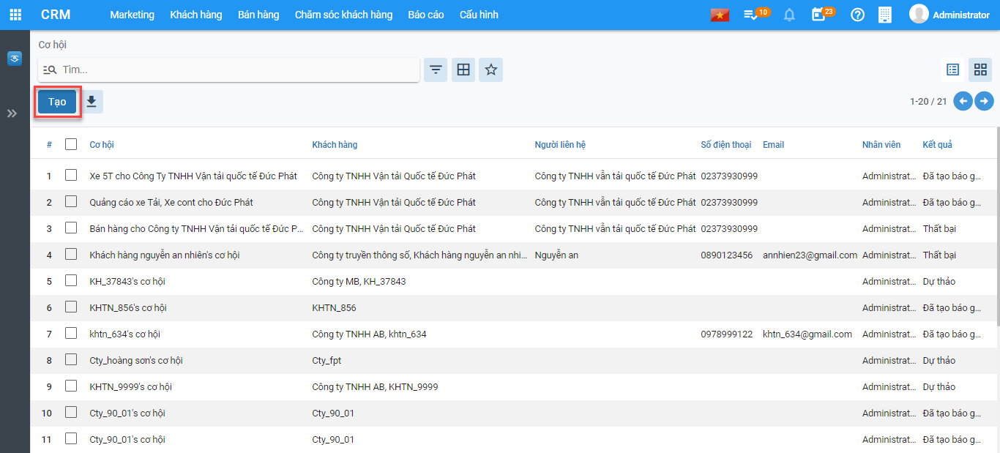 CRM Marketing Khách hàng Bán hàng Chăm sóc khách hàng Báo cáo Cấu hình 10 23 Administrator
Cơ hội
Tìm...
Tạo 1-20 / 21
# Cơ hội Khách hàng Người liên hệ Số điện thoại Email Nhân viên Kết quả
1 Xe 5T cho Công Ty TNHH Vận tải quốc tế Đức Phát Công ty TNHH Vận tải Quốc tế Đức Phát Công ty TNHH vẫn tải quốc tế Đức Phát 02373930999 Administrat... Đã tạo báo g...
2 Quảng cáo xe Tải, Xe cont cho Đức Phát Công ty TNHH Vận tải Quốc tế Đức Phát Công ty TNHH vẫn tải quốc tế Đức Phát 02373930999 Administrat... Đã tạo báo g...
3 Bán hàng cho Công ty TNHH Vận tải quốc tế Đức P... Công ty TNHH Vận tải Quốc tế Đức Phát Công ty TNHH vẫn tải quốc tế Đức Phát 02373930999 Administrat... Thất bại
4 Khách hàng nguyễn an nhiên's cơ hội Công ty truyền thông số, Khách hàng nguyễn an nhi... Nguyễn an 0890123456 annhien23@gmail.com Administrat... Thất bại
5 KH_37843's cơ hội Công ty MB, KH_37843 Administrat... Dự thảo
6 KHTN_856's cơ hội KHTN_856 Administrat... Đã tạo báo g...
7 khtn_634's cơ hội Công ty TNHH AB, khtn_634 0978999122 khtn_634@gmail.com Administrat... Đã tạo báo g...
8 Cty_hoàng sơn's cơ hội Cty_fpt Administrat... Dự thảo
9 KHTN_9999's cơ hội Công ty TNHH AB, KHTN_9999 Administrat... Dự thảo
10 Cty_90_01's cơ hội Cty_90_01 Administrat... Đã tạo báo g...
11 Cty_90_01's cơ hội Cty_90_01 Administrat... Đã tạo báo g...